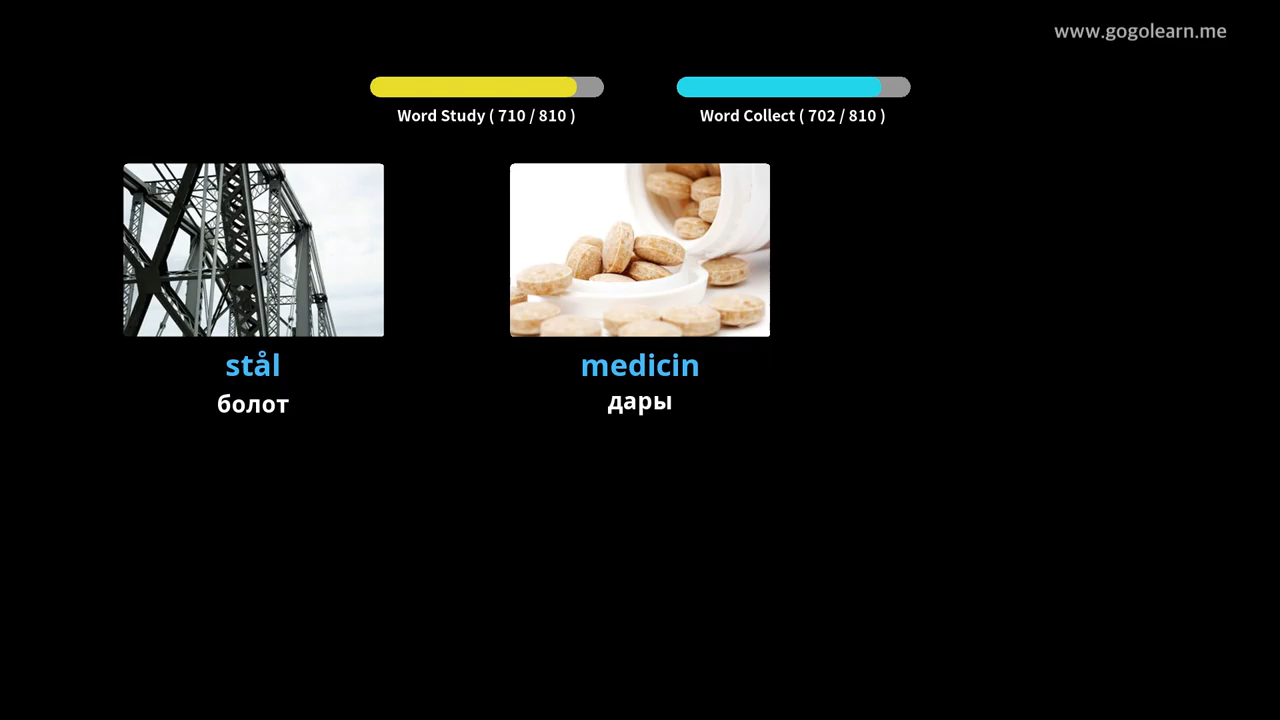 www.gogolearn.me
Word Study ( 710 / 810 )
Word Collect ( 702 / 810 )
stål
medicin
болот
дары